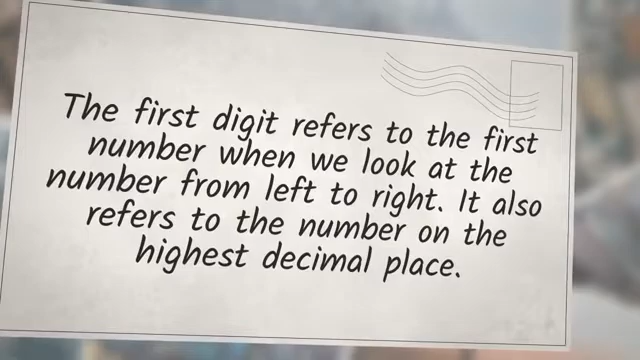 The first digit refers to the first
number when we look at the
number from left to right. It also
refers to the number on the
highest decimal place.